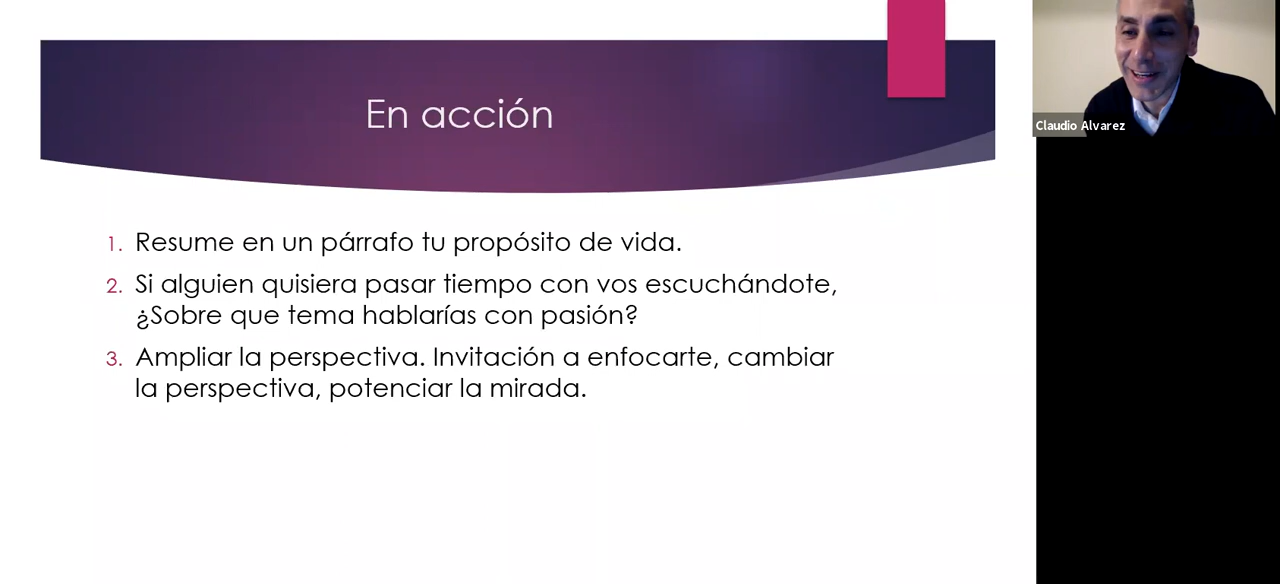 En acción
1. Resume en un párrafo tu propósito de vida.
2. Si alguien quisiera pasar tiempo con vos escuchándote,
¿Sobre que tema hablarías con pasión?
3. Ampliar la perspectiva. Invitación a enfocarte, cambiar
la perspectiva, potenciar la mirada.
Claudio Alvarez